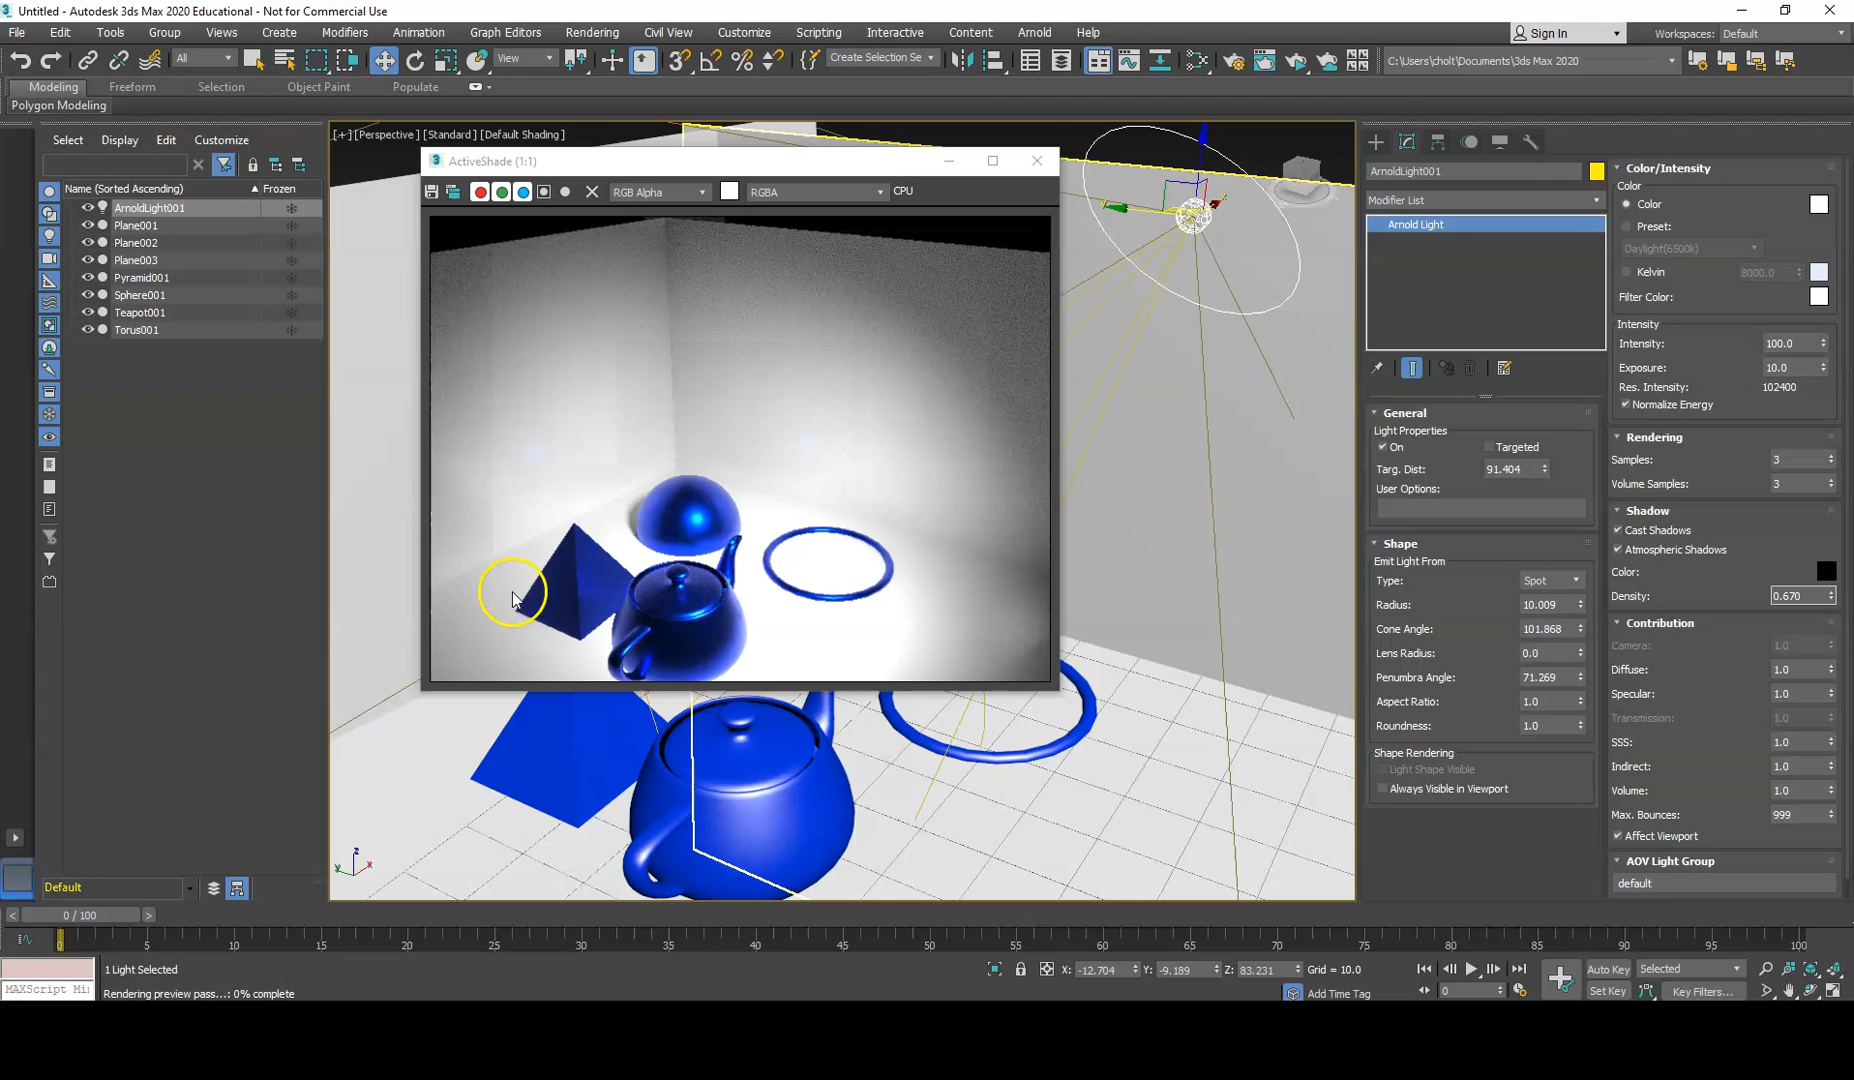 3 Untitled - Autodesk 3ds Max 2020 Educational - Not for Commercial Use
File Edit Tools Group Views Create Modifiers Animation Graph Editors Rendering Civil View Customize Scripting Interactive Content Arnold Help
Sign In Workspaces: Default
All View Create Selection Se C:\Users\cholt\Documents\3ds Max 2020
Modeling Freeform Selection Object Paint Populate
Polygon Modeling
Select Display Edit Customize
Name (Sorted Ascending) Frozen
ArnoldLight001
Plane001
Plane002
Plane003
Pyramid001
Sphere001
Teapot001
Torus001
Default
[+] [Perspective] [Standard] [Default Shading]
3 ActiveShade (1:1)
RGB Alpha RGBA CPU
ArnoldLight001
Modifier List
Arnold Light
General
Light Properties
On Targeted
Targ. Dist: 91.404
User Options:
Shape
Emit Light From
Type: Spot
Radius: 10.009
Cone Angle: 101.868
Lens Radius: 0.0
Penumbra Angle: 71.269
Aspect Ratio: 1.0
Roundness: 1.0
Shape Rendering
Light Shape Visible
Always Visible in Viewport
Color/Intensity
Color
Color
Preset:
Daylight(6500k)
Kelvin 8000.0
Filter Color:
Intensity
Intensity: 100.0
Exposure: 10.0
Res. Intensity: 102400
Normalize Energy
Rendering
Samples: 3
Volume Samples: 3
Shadow
Cast Shadows
Atmospheric Shadows
Color:
Density: 0.670
Contribution
Camera: 1.0
Diffuse: 1.0
Specular: 1.0
Transmission: 1.0
SSS: 1.0
Indirect: 1.0
Volume: 1.0
Max. Bounces: 999
Affect Viewport
AOV Light Group
default
z
y x
< 0 / 100 >
0 5 10 15 20 25 30 35 40 45 50 55 60 65 70 75 80 85 90 95 100
1 Light Selected
X: -12.704 Y: -9.189 Z: 83.231 Grid = 10.0
Auto Key Selected
MAXScript Mi
Rendering preview pass...: 0% complete
Add Time Tag
0
Set Key Key Filters...